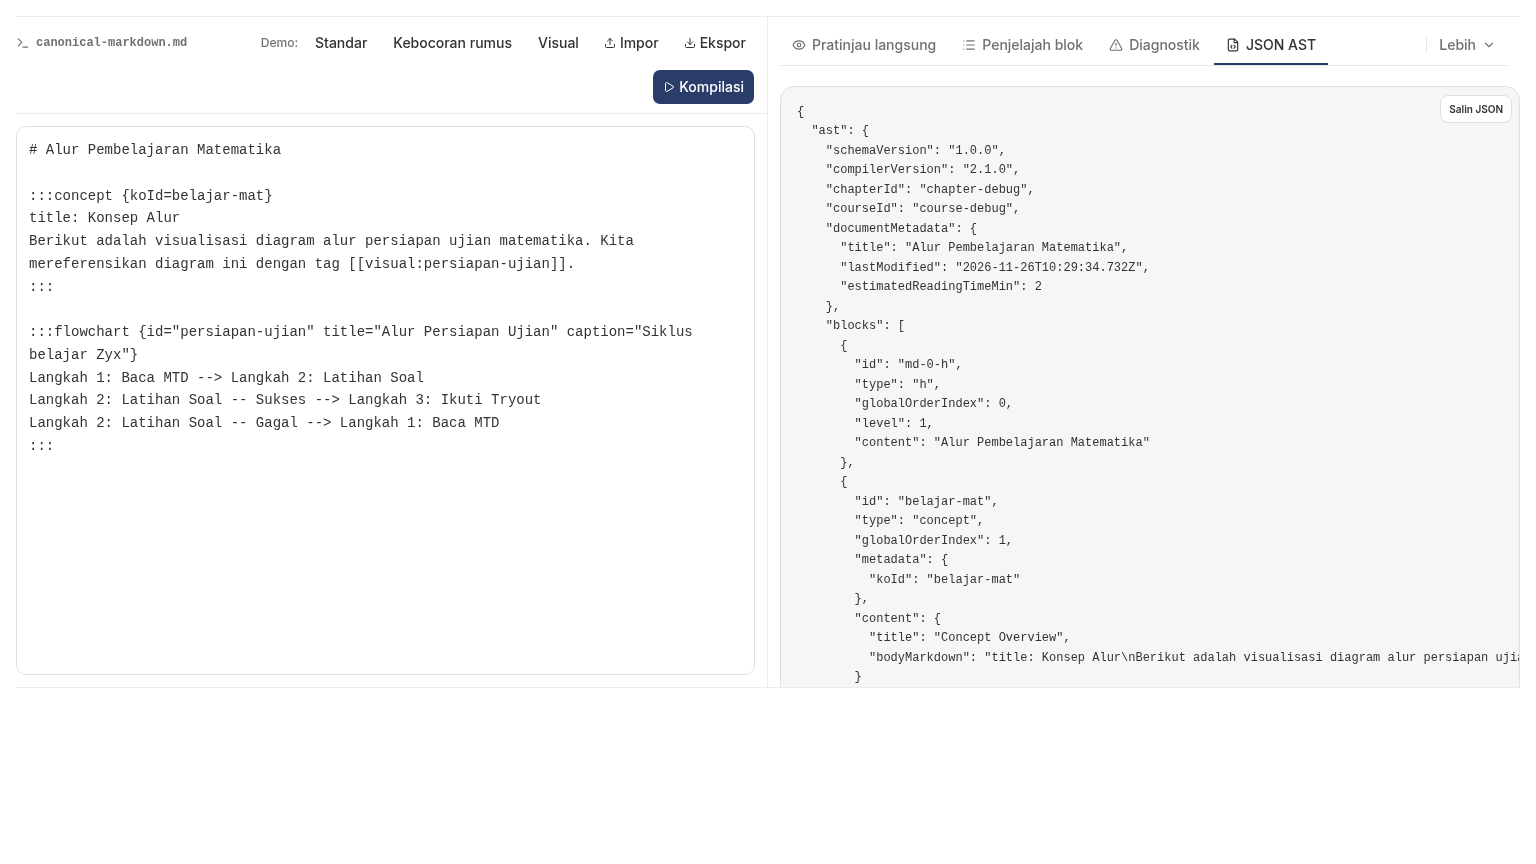 canonical-markdown.md
Demo: Standar Kebocoran rumus Visual Impor Ekspor
Kompilasi
# Alur Pembelajaran Matematika
:::concept {koId=belajar-mat}
title: Konsep Alur
Berikut adalah visualisasi diagram alur persiapan ujian matematika. Kita
mereferensikan diagram ini dengan tag [[visual:persiapan-ujian]].
:::
:::flowchart {id="persiapan-ujian" title="Alur Persiapan Ujian" caption="Siklus
belajar Zyx"}
Langkah 1: Baca MTD --> Langkah 2: Latihan Soal
Langkah 2: Latihan Soal -- Sukses --> Langkah 3: Ikuti Tryout
Langkah 2: Latihan Soal -- Gagal --> Langkah 1: Baca MTD
:::
Pratinjau langsung Penjelajah blok Diagnostik JSON AST Lebih
Salin JSON
{
"ast": {
"schemaVersion": "1.0.0",
"compilerVersion": "2.1.0",
"chapterId": "chapter-debug",
"courseId": "course-debug",
"documentMetadata": {
"title": "Alur Pembelajaran Matematika",
"lastModified": "2026-11-26T10:29:34.732Z",
"estimatedReadingTimeMin": 2
},
"blocks": [
{
"id": "md-0-h",
"type": "h",
"globalOrderIndex": 0,
"level": 1,
"content": "Alur Pembelajaran Matematika"
},
{
"id": "belajar-mat",
"type": "concept",
"globalOrderIndex": 1,
"metadata": {
"koId": "belajar-mat"
},
"content": {
"title": "Concept Overview",
"bodyMarkdown": "title: Konsep Alur\nBerikut adalah visualisasi diagram alur persiapan
}